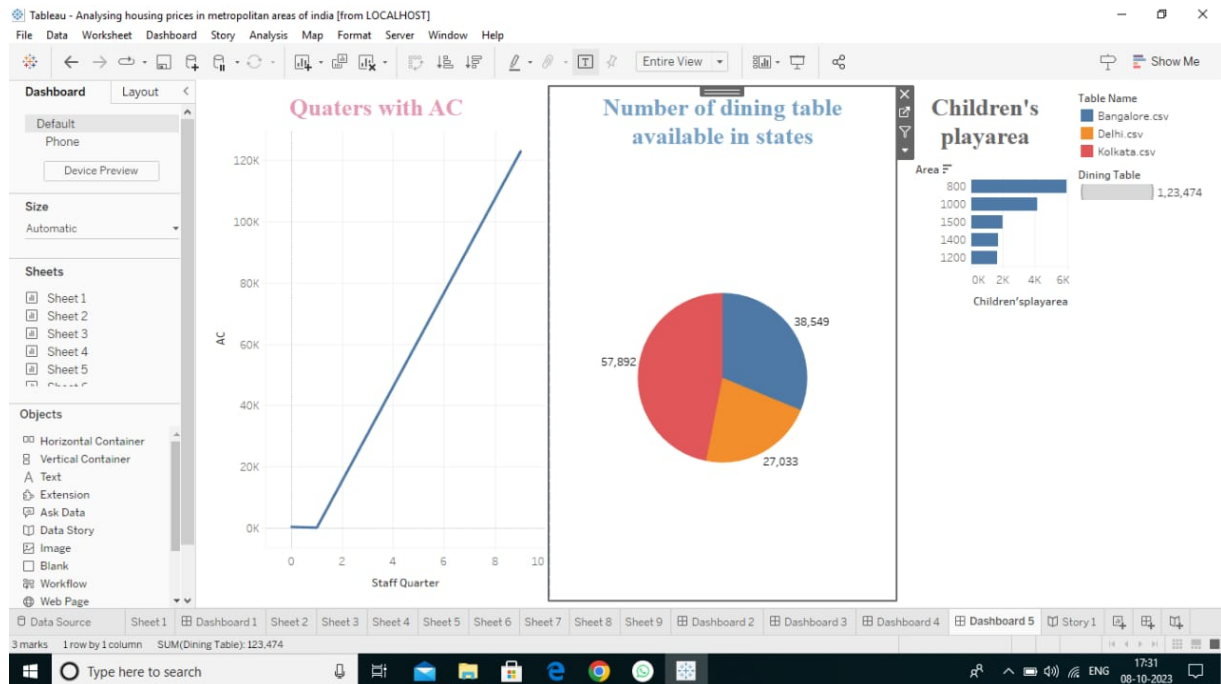 Tableau - Analysing housing prices in metropolitan areas of india [from LOCALHOST]
File Data Worksheet Dashboard Story Analysis Map Format Server Window Help
Entire View
Show Me
Dashboard Layout
Default
Phone
Device Preview
Size
Automatic
Sheets
Sheet 1
Sheet 2
Sheet 3
Sheet 4
Sheet 5
Objects
Horizontal Container
Vertical Container
Text
Extension
Ask Data
Data Story
Image
Blank
Workflow
Web Page
Quaters with AC
120K
100K
80K
60K
40K
20K
0K
AC
0 2 4 6 8 10
Staff Quarter
Number of dining table
available in states
38,549
57,892
27,033
Children's
playarea
Area
800
1000
1500
1400
1200
0K 2K 4K 6K
Children'splayarea
Table Name
Bangalore.csv
Delhi.csv
Kolkata.csv
Dining Table
1,23,474
Data Source Sheet 1 Dashboard 1 Sheet 2 Sheet 3 Sheet 4 Sheet 5 Sheet 6 Sheet 7 Sheet 8 Sheet 9 Dashboard 2 Dashboard 3 Dashboard 4 Dashboard 5 Story 1
3 marks 1 row by 1 column SUM(Dining Table): 123,474
Type here to search
ENG
17:31
08-10-2023